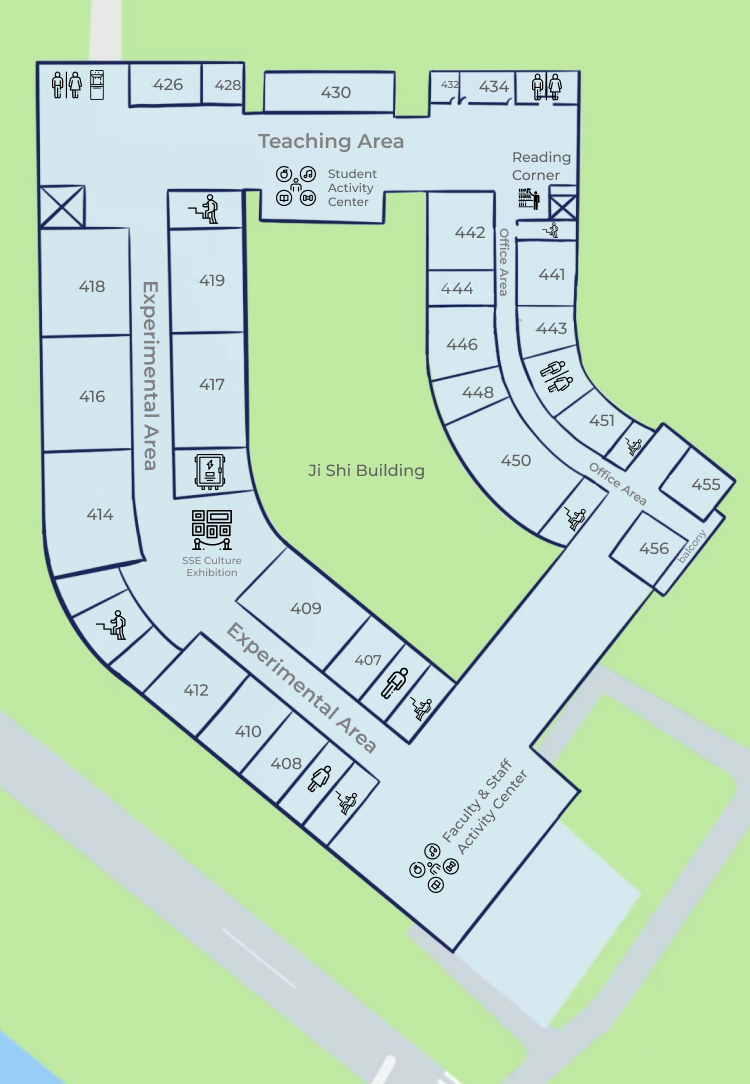 426
428
430
432
434
Teaching Area
Student
Activity
Center
Reading
Corner
442
Office Area
441
418
419
444
Experimental Area
443
446
416
417
448
451
450
Ji Shi Building
Office Area
455
414
456
balcony
SSE Culture
Exhibition
409
Experimental Area
407
412
410
408
Faculty & Staff
Activity Center